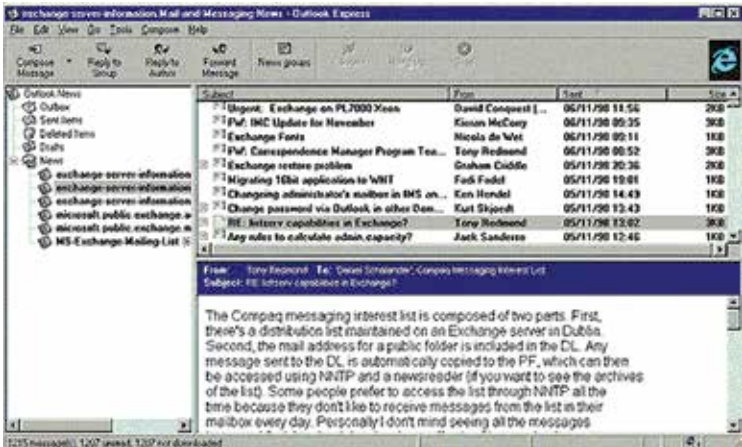 exchange server-information Mail and Messaging News - Outlook Express
File Edit View Go Tools Compose Help
Compose Message
Reply to Group
Reply to Author
Forward Message
News groups
Outlook News
Outbox
Sent Items
Deleted Items
Drafts
News
exchange-server-information
exchange-server-information
exchange-server-information
microsoft.public.exchange.a
microsoft.public.exchange.m
MS-Exchange-Mailing-List
Subject From Sent Size
Urgent: Exchange on PL7000 Xeon David Conquest (... 06/11/98 11:56 2KB
FW: IMC Update for November Kieran McCorry 06/11/98 09:35 3KB
Exchange Fonts Nicola de Wet 06/11/98 09:11 1KB
FW: Correspondence Manager Program Tea... Tony Redmond 06/11/98 08:52 3KB
Exchange restore problem Graham Criddle 05/11/98 20:36 2KB
Migrating 16bit application to WNT Fadi Fadel 05/11/98 19:01 1KB
Changeing administrator's mailbox in IMS on... Ken Hendel 05/11/98 14:49 1KB
Change password via Outlook in other Dom... Kurt Skjoedt 05/11/98 13:43 1KB
RE: listserv capabilities in Exchange? Tony Redmond 05/11/98 13:02 3KB
Any rules to calculate admin.capacity? Jack Sanderso 05/11/98 12:46 1KB
From: Tony Redmond To: Compaq Messaging Interest List
Subject: RE: listserv capabilities in Exchange?
The Compaq messaging interest list is composed of two parts. First,
there's a distribution list maintained on an Exchange server in Dublin.
Second, the mail address for a public folder is included in the DL. Any
message sent to the DL is automatically copied to the PF, which can then
be accessed using NNTP and a newsreader (if you want to see the archives
of the list). Some people prefer to access the list through NNTP all the
time because they don't like to receive messages from the list in their
mailbox every day. Personally I don't mind seeing all the messages
1215 message(s), 1207 unread, 1207 not downloaded